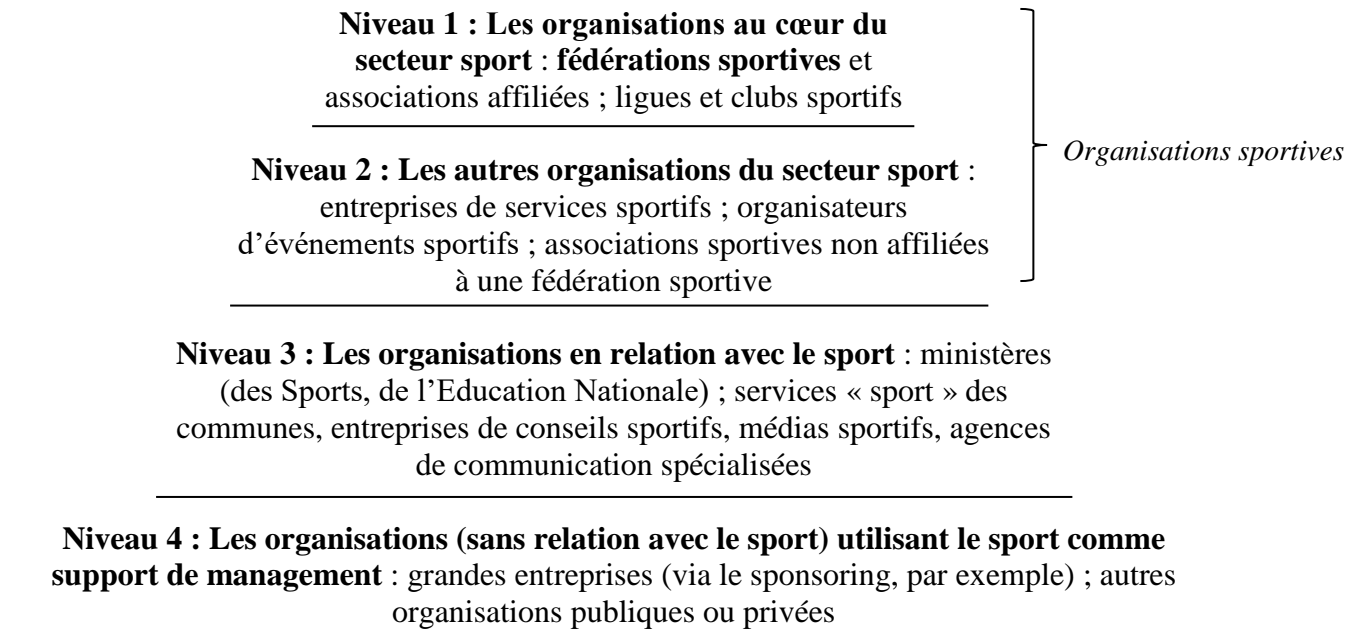 Niveau 1 : Les organisations au cœur du
secteur sport : fédérations sportives et
associations affiliées ; ligues et clubs sportifs
Organisations sportives
Niveau 2 : Les autres organisations du secteur sport :
entreprises de services sportifs ; organisateurs
d’événements sportifs ; associations sportives non affiliées
à une fédération sportive
Niveau 3 : Les organisations en relation avec le sport : ministères
(des Sports, de l’Education Nationale) ; services « sport » des
communes, entreprises de conseils sportifs, médias sportifs, agences
de communication spécialisées
Niveau 4 : Les organisations (sans relation avec le sport) utilisant le sport comme
support de management : grandes entreprises (via le sponsoring, par exemple) ; autres
organisations publiques ou privées